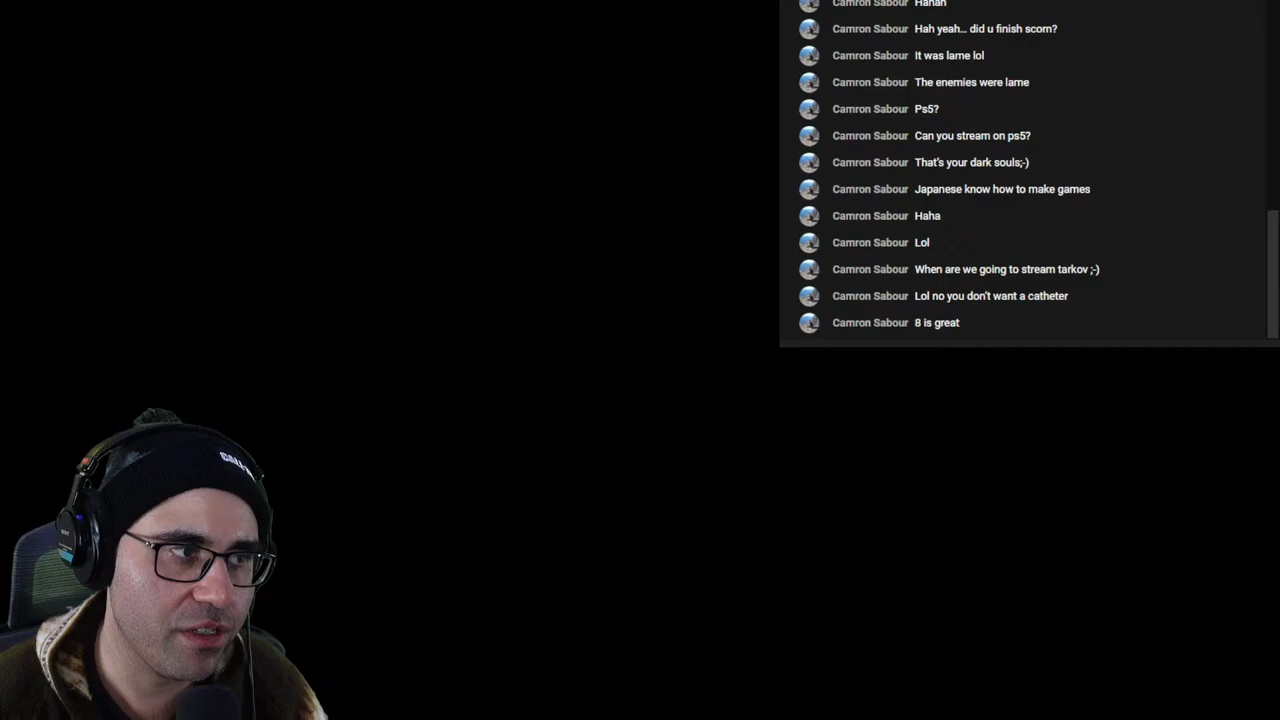 Camron Sabour Hahah
Camron Sabour Hah yeah... did u finish scorn?
Camron Sabour It was lame lol
Camron Sabour The enemies were lame
Camron Sabour Ps5?
Camron Sabour Can you stream on ps5?
Camron Sabour That's your dark souls;-)
Camron Sabour Japanese know how to make games
Camron Sabour Haha
Camron Sabour Lol
Camron Sabour When are we going to stream tarkov ;-)
Camron Sabour Lol no you don't want a catheter
Camron Sabour 8 is great
SONY